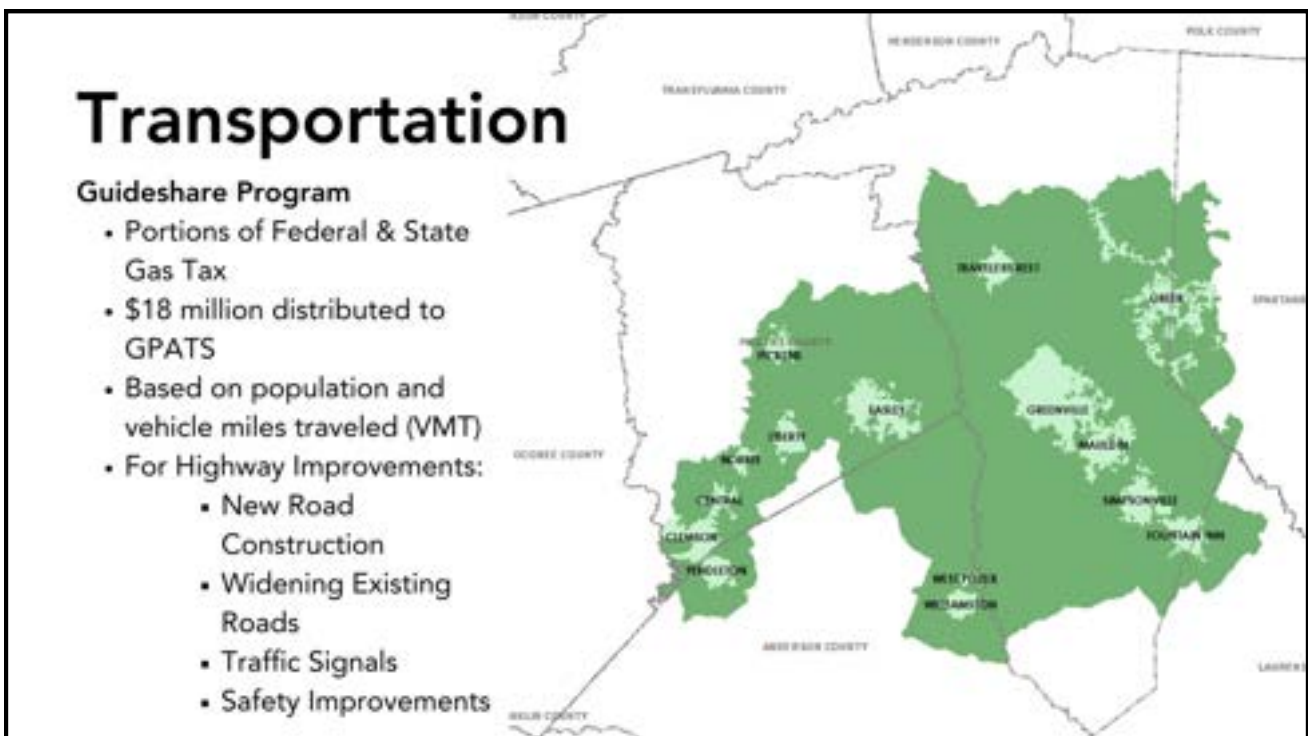 Transportation
Guideshare Program
• Portions of Federal & State
Gas Tax
• $18 million distributed to
GPATS
• Based on population and
vehicle miles traveled (VMT)
• For Highway Improvements:
▪ New Road
Construction
▪ Widening Existing
Roads
▪ Traffic Signals
▪ Safety Improvements
HENDERSON COUNTY
POLK COUNTY
TRANSYLVANIA COUNTY
TRAVELERS REST
GREER
PICKENS COUNTY
PICKENS
EASLEY
GREENVILLE
LIBERTY
MAULDIN
OCONEE COUNTY
NORRIS
CENTRAL
SIMPSONVILLE
CLEMSON
FOUNTAIN INN
PENDLETON
WEST PELZER
WILLIAMSTON
ANDERSON COUNTY
LAURENS